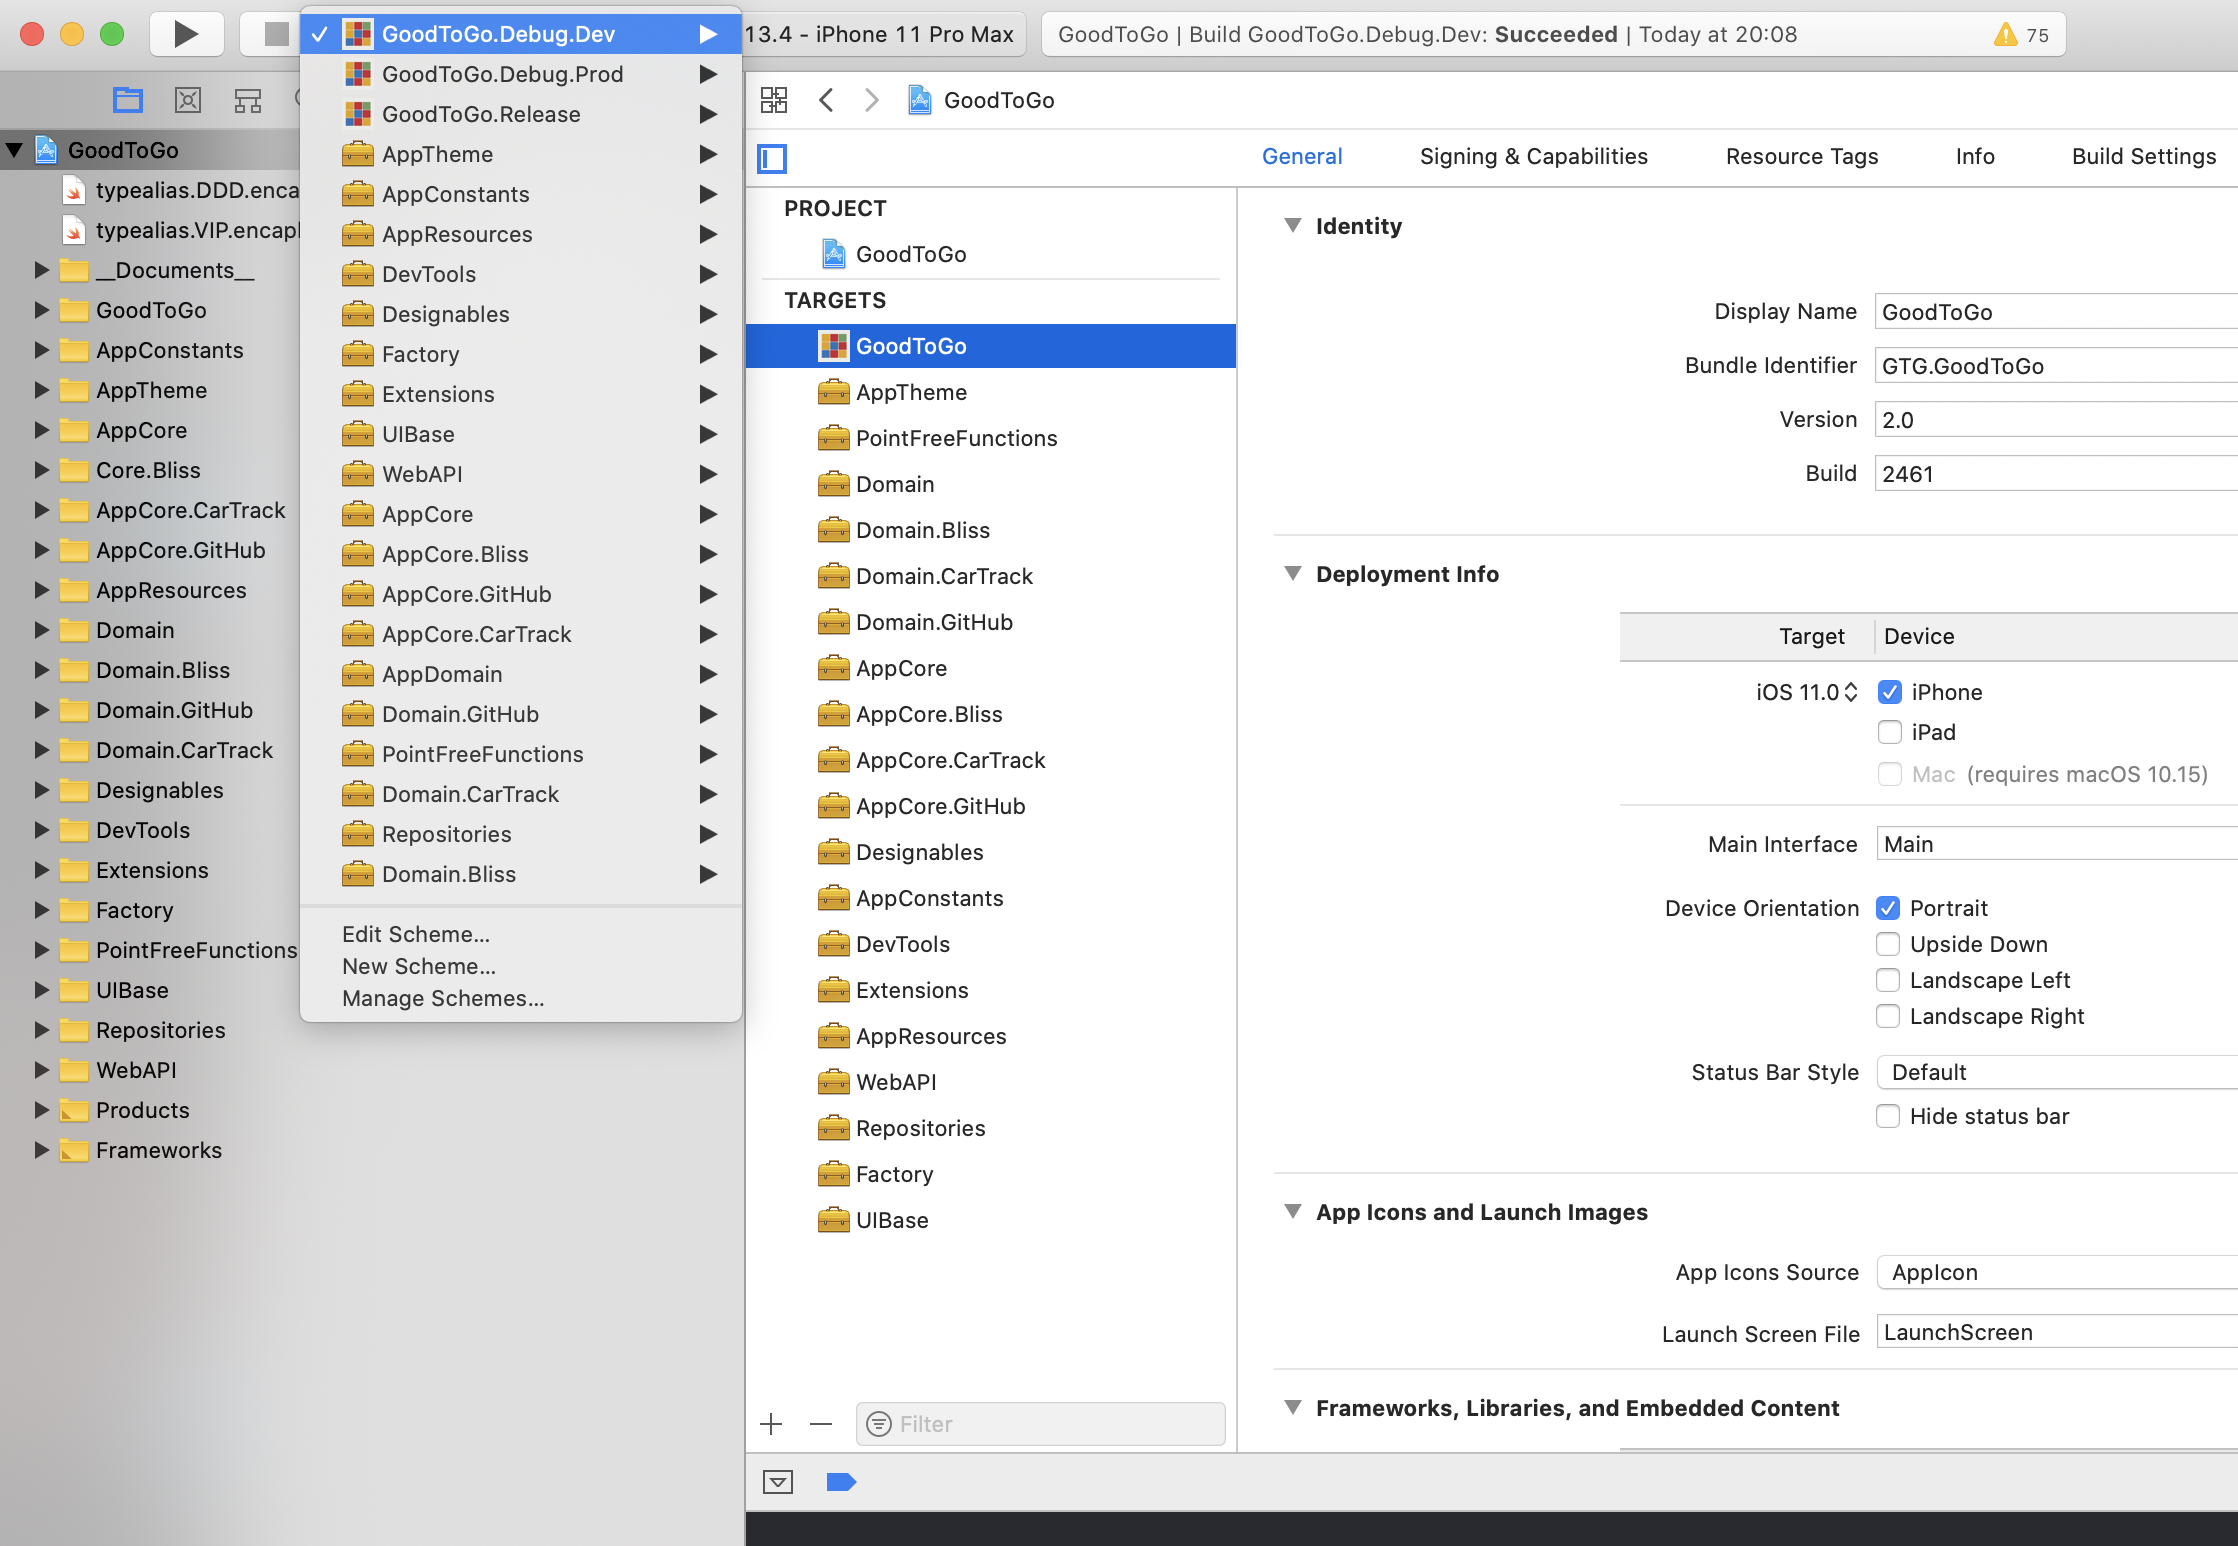 13.4 - iPhone 11 Pro Max
GoodToGo | Build GoodToGo.Debug.Dev: Succeeded | Today at 20:08
75
GoodToGo.Debug.Dev
GoodToGo.Debug.Prod
GoodToGo.Release
AppTheme
AppConstants
AppResources
DevTools
Designables
Factory
Extensions
UIBase
WebAPI
AppCore
AppCore.Bliss
AppCore.GitHub
AppCore.CarTrack
AppDomain
Domain.GitHub
PointFreeFunctions
Domain.CarTrack
Repositories
Domain.Bliss
Edit Scheme...
New Scheme...
Manage Schemes...
GoodToGo
typealias.DDD.enca
typealias.VIP.encapl
__Documents__
GoodToGo
AppConstants
AppTheme
AppCore
Core.Bliss
AppCore.CarTrack
AppCore.GitHub
AppResources
Domain
Domain.Bliss
Domain.GitHub
Domain.CarTrack
Designables
DevTools
Extensions
Factory
PointFreeFunctions
UIBase
Repositories
WebAPI
Products
Frameworks
GoodToGo
General
Signing & Capabilities
Resource Tags
Info
Build Settings
PROJECT
GoodToGo
TARGETS
GoodToGo
AppTheme
PointFreeFunctions
Domain
Domain.Bliss
Domain.CarTrack
Domain.GitHub
AppCore
AppCore.Bliss
AppCore.CarTrack
AppCore.GitHub
Designables
AppConstants
DevTools
Extensions
AppResources
WebAPI
Repositories
Factory
UIBase
Filter
Identity
Display Name GoodToGo
Bundle Identifier GTG.GoodToGo
Version 2.0
Build 2461
Deployment Info
Target Device
iOS 11.0 iPhone
iPad
Mac (requires macOS 10.15)
Main Interface Main
Device Orientation Portrait
Upside Down
Landscape Left
Landscape Right
Status Bar Style Default
Hide status bar
App Icons and Launch Images
App Icons Source AppIcon
Launch Screen File LaunchScreen
Frameworks, Libraries, and Embedded Content